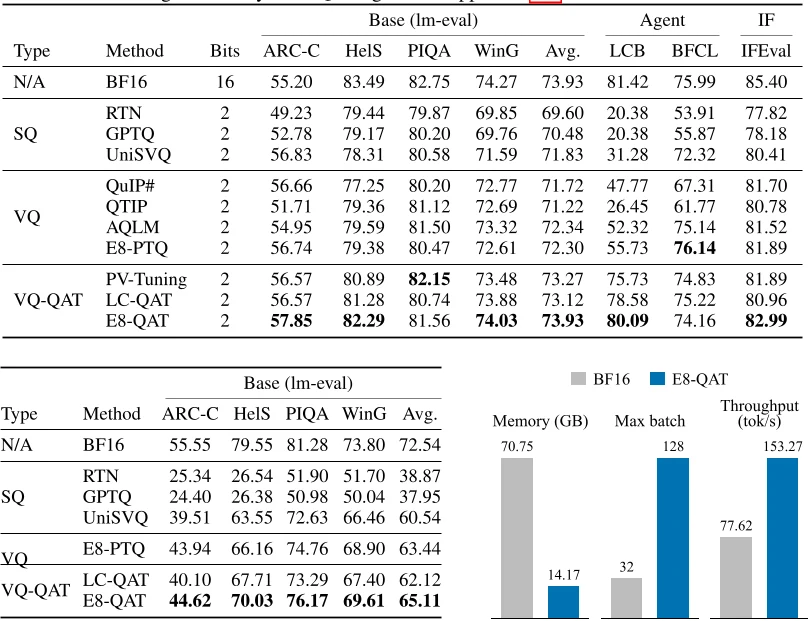 Base (lm-eval) Agent IF
Type Method Bits ARC-C HelS PIQA WinG Avg. LCB BFCL IFEval
N/A BF16 16 55.20 83.49 82.75 74.27 73.93 81.42 75.99 85.40
RTN 2 49.23 79.44 79.87 69.85 69.60 20.38 53.91 77.82
SQ GPTQ 2 52.78 79.17 80.20 69.76 70.48 20.38 55.87 78.18
UniSVQ 2 56.83 78.31 80.58 71.59 71.83 31.28 72.32 80.41
QuIP# 2 56.66 77.25 80.20 72.77 71.72 47.77 67.31 81.70
VQ QTIP 2 51.71 79.36 81.12 72.69 71.22 26.45 61.77 80.78
AQLM 2 54.95 79.59 81.50 73.32 72.34 52.32 75.14 81.52
E8-PTQ 2 56.74 79.38 80.47 72.61 72.30 55.73 76.14 81.89
PV-Tuning 2 56.57 80.89 82.15 73.48 73.27 75.73 74.83 81.89
VQ-QAT LC-QAT 2 56.57 81.28 80.74 73.88 73.12 78.58 75.22 80.96
E8-QAT 2 57.85 82.29 81.56 74.03 73.93 80.09 74.16 82.99
Base (lm-eval)
Type Method ARC-C HelS PIQA WinG Avg.
N/A BF16 55.55 79.55 81.28 73.80 72.54
RTN 25.34 26.54 51.90 51.70 38.87
SQ GPTQ 24.40 26.38 50.98 50.04 37.95
UniSVQ 39.51 63.55 72.63 66.46 60.54
VQ E8-PTQ 43.94 66.16 74.76 68.90 63.44
VQ-QAT LC-QAT 40.10 67.71 73.29 67.40 62.12
E8-QAT 44.62 70.03 76.17 69.61 65.11
BF16 E8-QAT
Memory (GB) Max batch Throughput
(tok/s)
70.75 128 153.27
77.62
14.17 32